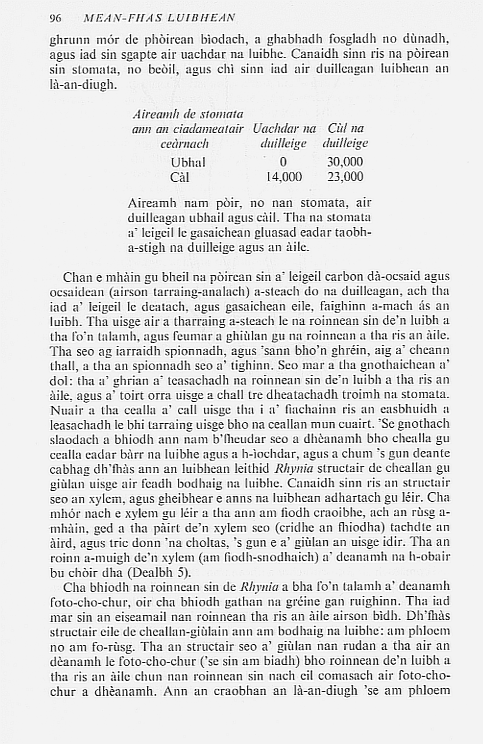 96 MEAN-FHAS LUIBHEAN
ghrunn mór de phòirean bìodach, a ghabhadh fosgladh no dùnadh,
agus iad sin sgapte air uachdar na luibhe. Canaidh sinn ris na pòirean
sin stomata, no beòil, agus chì sinn iad air duilleagan luibhean an
là-an-diugh.
Aireamh de stomata
ann an ciadameatair Uachdar na Cùl na
ceàrnach duilleige duilleige
Ubhal 0 30,000
Càl 14,000 23,000
Aireamh nam pòir, no nan stomata, air
duilleagan ubhail agus càil. Tha na stomata
a' leigeil le gasaichean gluasad eadar taobh-
a-stigh na duilleige agus an àile.
Chan e mhàin gu bheil na pòirean sin a' leigeil carbon dà-ocsaid agus
ocsaidean (airson tarraing-analach) a-steach do na duilleagan, ach tha
iad a' leigeil le deatach, agus gasaichean eile, faighinn a-mach ás an
luibh. Tha uisge air a tharraing a-steach le na roinnean sin de'n luibh a
tha fo'n talamh, agus feumar a ghiùlan gu na roinnean a tha ris an àile.
Tha seo ag iarraidh spionnadh, agus 'sann bho'n ghréin, aig a' cheann
thall, a tha an spionnadh seo a' tighinn. Seo mar a tha gnothaichean a'
dol: tha a' ghrian a' teasachadh na roinnean sin de'n luibh a tha ris an
àile, agus a' toirt orra uisge a chall tre dheatachadh troimh na stomata.
Nuair a tha cealla a' call uisge tha i a' fiachainn ris an easbhuidh a
leasachadh le bhi tarraing uisge bho na ceallan mun cuairt. 'Se gnothach
slaodach a bhiodh ann nam b'fheudar seo a dhèanamh bho chealla gu
cealla eadar bàrr na luibhe agus a h-ìochdar, agus a chum 's gun deante
cabhag dh'fhàs ann an luibhean leithid Rhynia structair de cheallan gu
giùlan uisge air feadh bodhaig na luibhe. Canaidh sinn ris an structair
seo an xylem, agus gheibhear e anns na luibhean adhartach gu léir. Cha
mhór nach e xylem gu léir a tha ann am fiodh craoibhe, ach an rùsg a-
mhàin, ged a tha pàirt de'n xylem seo (cridhe an fhiodha) tachdte an
àird, agus tric donn 'na choltas, 's gun e a' giùlan an uisge idir. Tha an
roinn a-muigh de'n xylem (am fiodh-snodhaich) a' deanamh na h-obair
bu chòir dha (Dealbh 5).
Cha bhiodh na roinnean sin de Rhynia a bha fo'n talamh a' deanamh
foto-cho-chur, oir cha bhiodh gathan na gréine gan ruighinn. Tha iad
mar sin an eiseamail nan roinnean tha ris an àile airson bìdh. Dh'fhàs
structair eile de cheallan-giùlain ann am bodhaig na luibhe: am phloem
no am fo-rùsg. Tha an structair seo a' giùlan nan rudan a tha air an
dèanamh le foto-cho-chur ('se sin am biadh) bho roinnean de'n luibh a
tha ris an àile chun nan roinnean sin nach eil comasach air foto-cho-
chur a dhèanamh. Ann an craobhan an là-an-diugh 'se am phloem